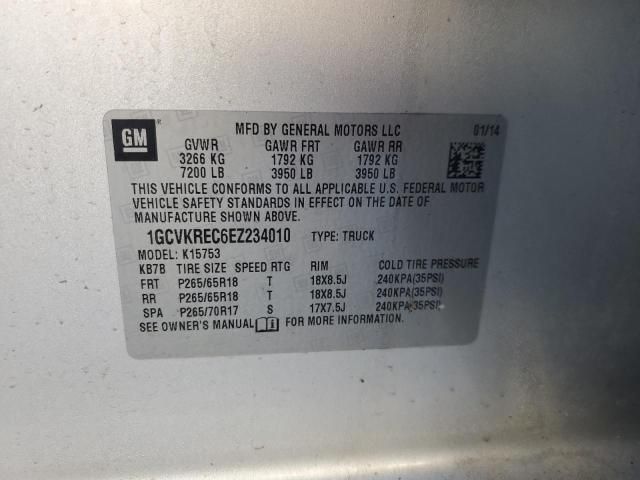 GM
MFD BY GENERAL MOTORS LLC 01/14
GVWR GAWR FRT GAWR RR
3266 KG 1792 KG 1792 KG
7200 LB 3950 LB 3950 LB
THIS VEHICLE CONFORMS TO ALL APPLICABLE U.S. FEDERAL MOTOR
VEHICLE SAFETY STANDARDS IN EFFECT ON THE DATE OF
MANUFACTURE SHOWN ABOVE.
1GCVKREC6EZ234010 TYPE: TRUCK
MODEL: K15753
KB7B TIRE SIZE SPEED RTG RIM COLD TIRE PRESSURE
FRT P265/65R18 T 18X8.5J 240KPA(35PSI)
RR P265/65R18 T 18X8.5J 240KPA(35PSI)
SPA P265/70R17 S 17X7.5J 240KPA(35PSI)
SEE OWNER'S MANUAL FOR MORE INFORMATION.